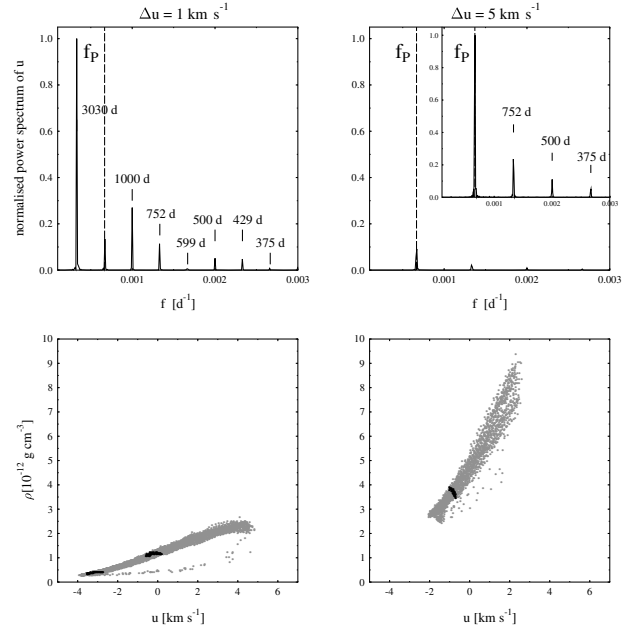 Δu = 1 km s⁻¹
Δu = 5 km s⁻¹
normalised power spectrum of u
1.0
0.8
0.6
0.4
0.2
0.0
f_P
3030 d
1000 d
752 d
599 d
500 d
429 d
375 d
0.001
0.002
0.003
f [d⁻¹]
1.0
0.8
0.6
0.4
0.2
0.0
f_P
f_P
1.0
0.8
0.6
0.4
0.2
0.0
752 d
500 d
375 d
0.001
0.002
0.003
0.001
0.002
0.003
f [d⁻¹]
ρ [10⁻¹² g cm⁻³]
10
9
8
7
6
5
4
3
2
1
0
-4
-2
0
2
4
6
u [km s⁻¹]
10
9
8
7
6
5
4
3
2
1
0
-4
-2
0
2
4
6
u [km s⁻¹]